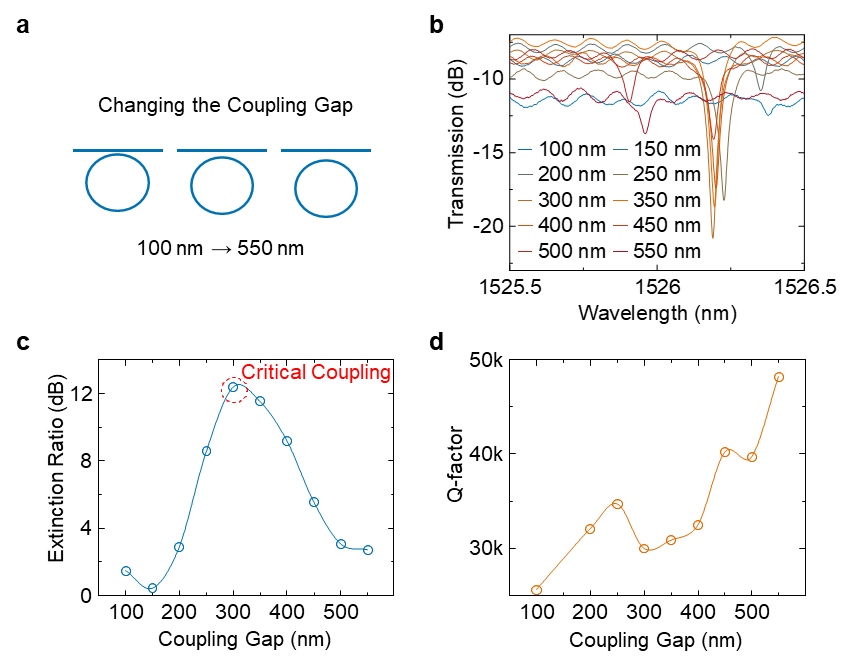 a
Changing the Coupling Gap
100 nm → 550 nm
b
Transmission (dB)
-10
-15
-20
100 nm 150 nm
200 nm 250 nm
300 nm 350 nm
400 nm 450 nm
500 nm 550 nm
1525.5 1526 1526.5
Wavelength (nm)
c
Extinction Ratio (dB)
12
8
4
0
Critical Coupling
100 200 300 400 500
Coupling Gap (nm)
d
Q-factor
50k
40k
30k
100 200 300 400 500
Coupling Gap (nm)